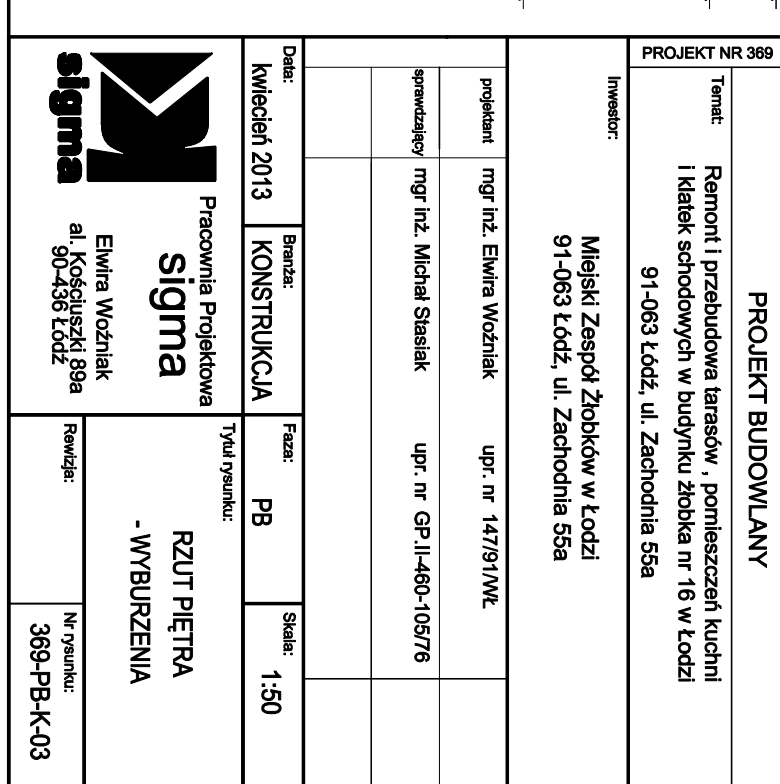 PROJEKT BUDOWLANY
PROJEKT NR 369
Temat:
Remont i przebudowa tarasów , pomieszczeń kuchni
i klatek schodowych w budynku żłobka nr 16 w Łodzi
91-063 Łódź, ul. Zachodnia 55a
Inwestor:
Miejski Zespół Żłobków w Łodzi
91-063 Łódź, ul. Zachodnia 55a
projektant mgr inż. Elwira Woźniak upr. nr 147/91/WŁ
sprawdzający mgr inż. Michał Stasiak upr. nr GP.II-460-105/76
Data: Branża: Faza: Skala:
kwiecień 2013 KONSTRUKCJA PB 1:50
sigma
Pracownia Projektowa
sigma
Elwira Woźniak
al. Kościuszki 89a
90-436 Łódź
Tytuł rysunku:
RZUT PIĘTRA
- WYBURZENIA
Rewizja:
Nr rysunku:
369-PB-K-03